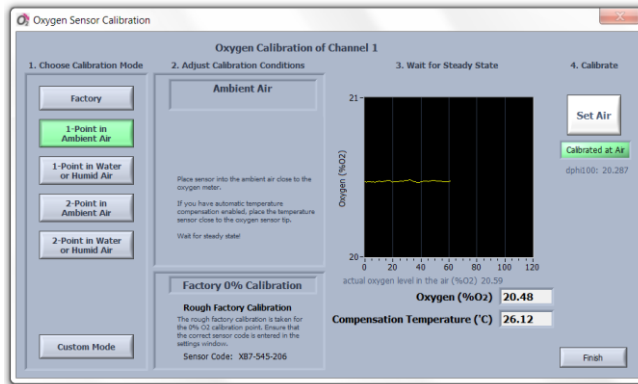 Oxygen Sensor Calibration
Oxygen Calibration of Channel 1
1. Choose Calibration Mode
Factory
1-Point in
Ambient Air
1-Point in Water
or Humid Air
2-Point in
Ambient Air
2-Point in Water
or Humid Air
Custom Mode
2. Adjust Calibration Conditions
Ambient Air
Place sensor into the ambient air close to the
oxygen meter.
If you have automatic temperature
compensation enabled, place the temperature
sensor close to the oxygen sensor tip.
Wait for steady state!
Factory 0% Calibration
Rough Factory Calibration
The rough factory calibration is taken for
the 0% O2 calibration point. Ensure that
the correct sensor code is entered in the
settings window.
Sensor Code: XB7-545-206
3. Wait for Steady State
Oxygen (%O2)
21
20
0 20 40 60 80 100 120
actual oxygen level in the air (%O2) 20.59
Oxygen (%O2) 20.48
Compensation Temperature (°C) 26.12
4. Calibrate
Set Air
Calibrated at Air
dphi100: 20.287
Finish